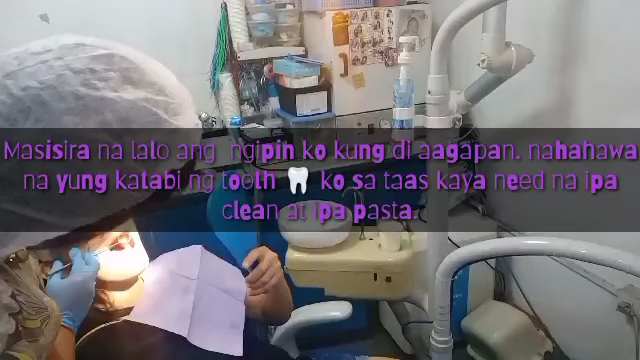 Masisira na lalo ang ngipin ko kung di aagapan. nahahawa
na yung katabi ng tooth 🦷 ko sa taas kaya need na ipa
clean at ipa pasta.